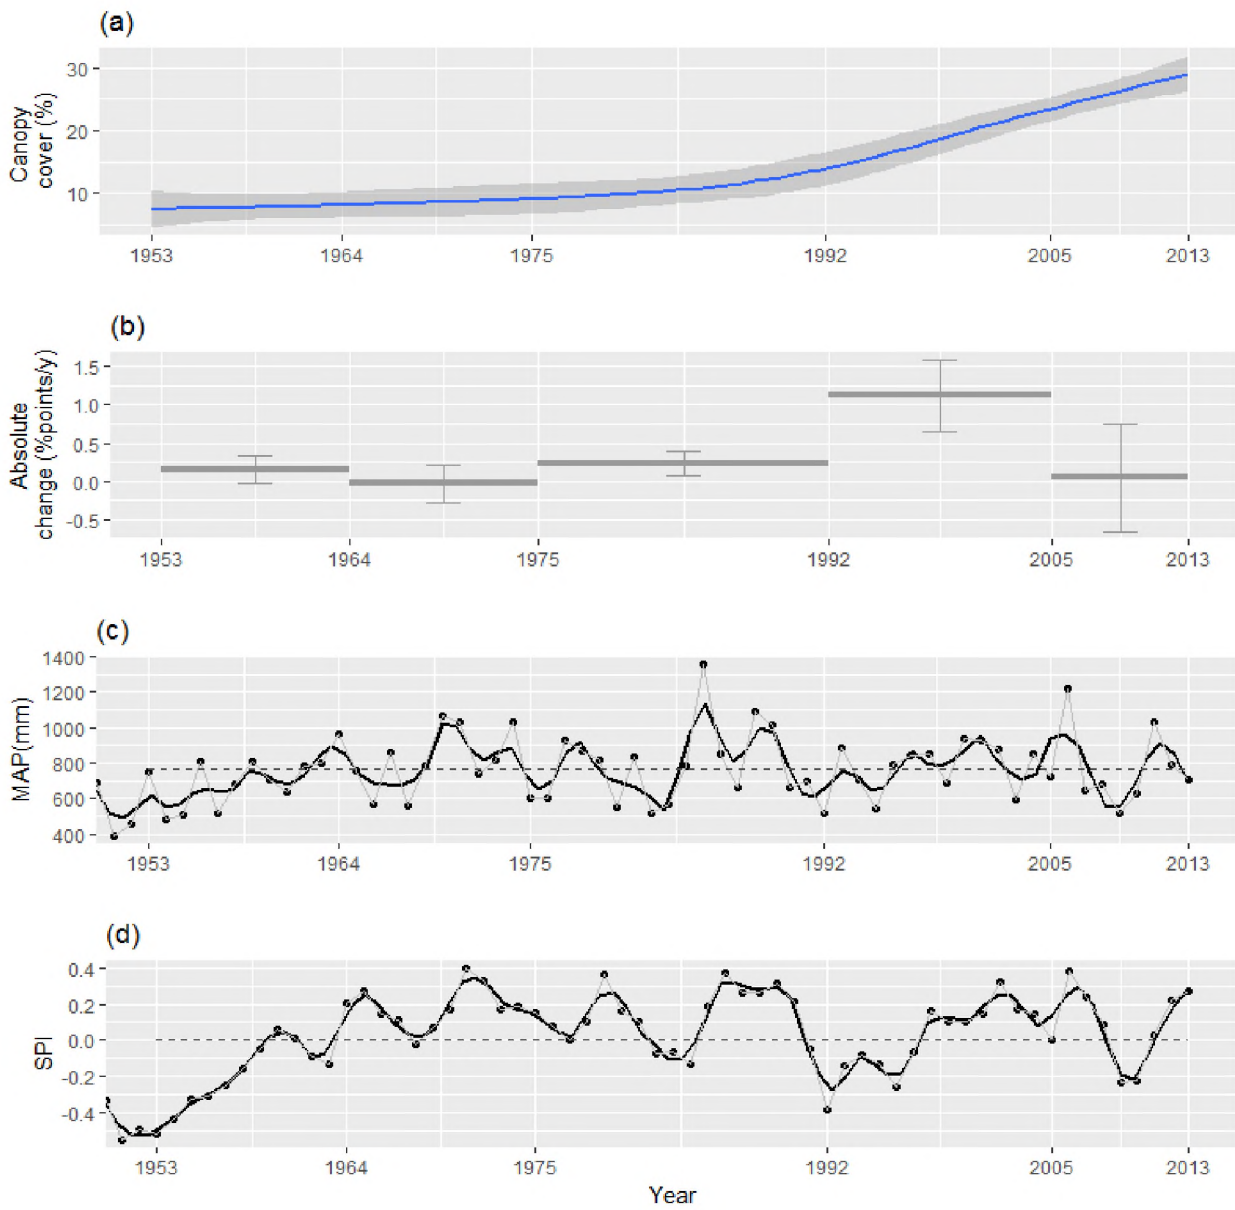 (a)
Canopy
cover (%)
30
20
10
1953 1964 1975 1992 2005 2013
(b)
Absolute
change (%points/y)
1.5
1.0
0.5
0.0
-0.5
1953 1964 1975 1992 2005 2013
(c)
MAP(mm)
1400
1200
1000
800
600
400
1953 1964 1975 1992 2005 2013
(d)
SPI
0.4
0.2
0.0
-0.2
-0.4
1953 1964 1975 1992 2005 2013
Year